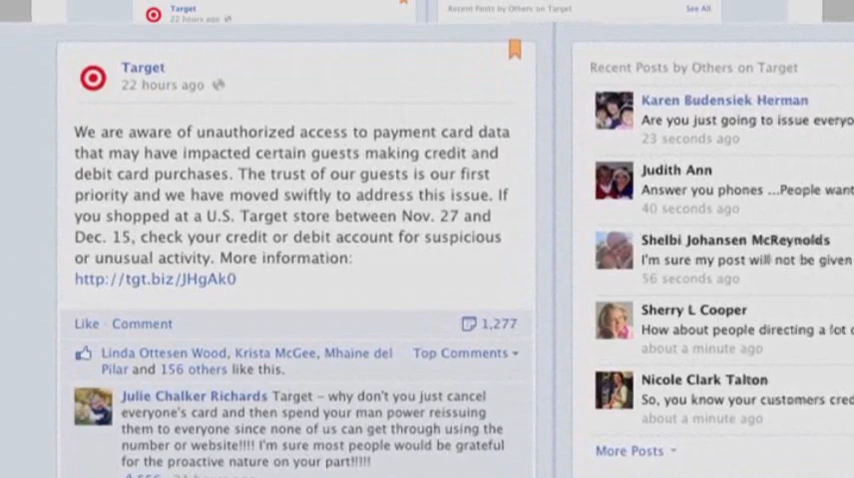 Target
22 hours ago
Recent Posts by Others on Target
See All
Target
22 hours ago
We are aware of unauthorized access to payment card data
that may have impacted certain guests making credit and
debit card purchases. The trust of our guests is our first
priority and we have moved swiftly to address this issue. If
you shopped at a U.S. Target store between Nov. 27 and
Dec. 15, check your credit or debit account for suspicious
or unusual activity. More information:
http://tgt.biz/JHgAk0
Like · Comment
1,277
Linda Ottesen Wood, Krista McGee, Mhaine del
Pilar and 156 others like this.
Top Comments
Julie Chalker Richards Target – why don't you just cancel
everyone's card and then spend your man power reissuing
them to everyone since none of us can get through using the
number or website!!!! I'm sure most people would be grateful
for the proactive nature on your part!!!!!
Recent Posts by Others on Target
Karen Budensiek Herman
Are you just going to issue everyo
23 seconds ago
Judith Ann
Answer you phones ...People want
40 seconds ago
Shelbi Johansen McReynolds
I'm sure my post will not be given
56 seconds ago
Sherry L Cooper
How about people directing a lot
about a minute ago
Nicole Clark Talton
So, you know your customers cred
about a minute ago
More Posts